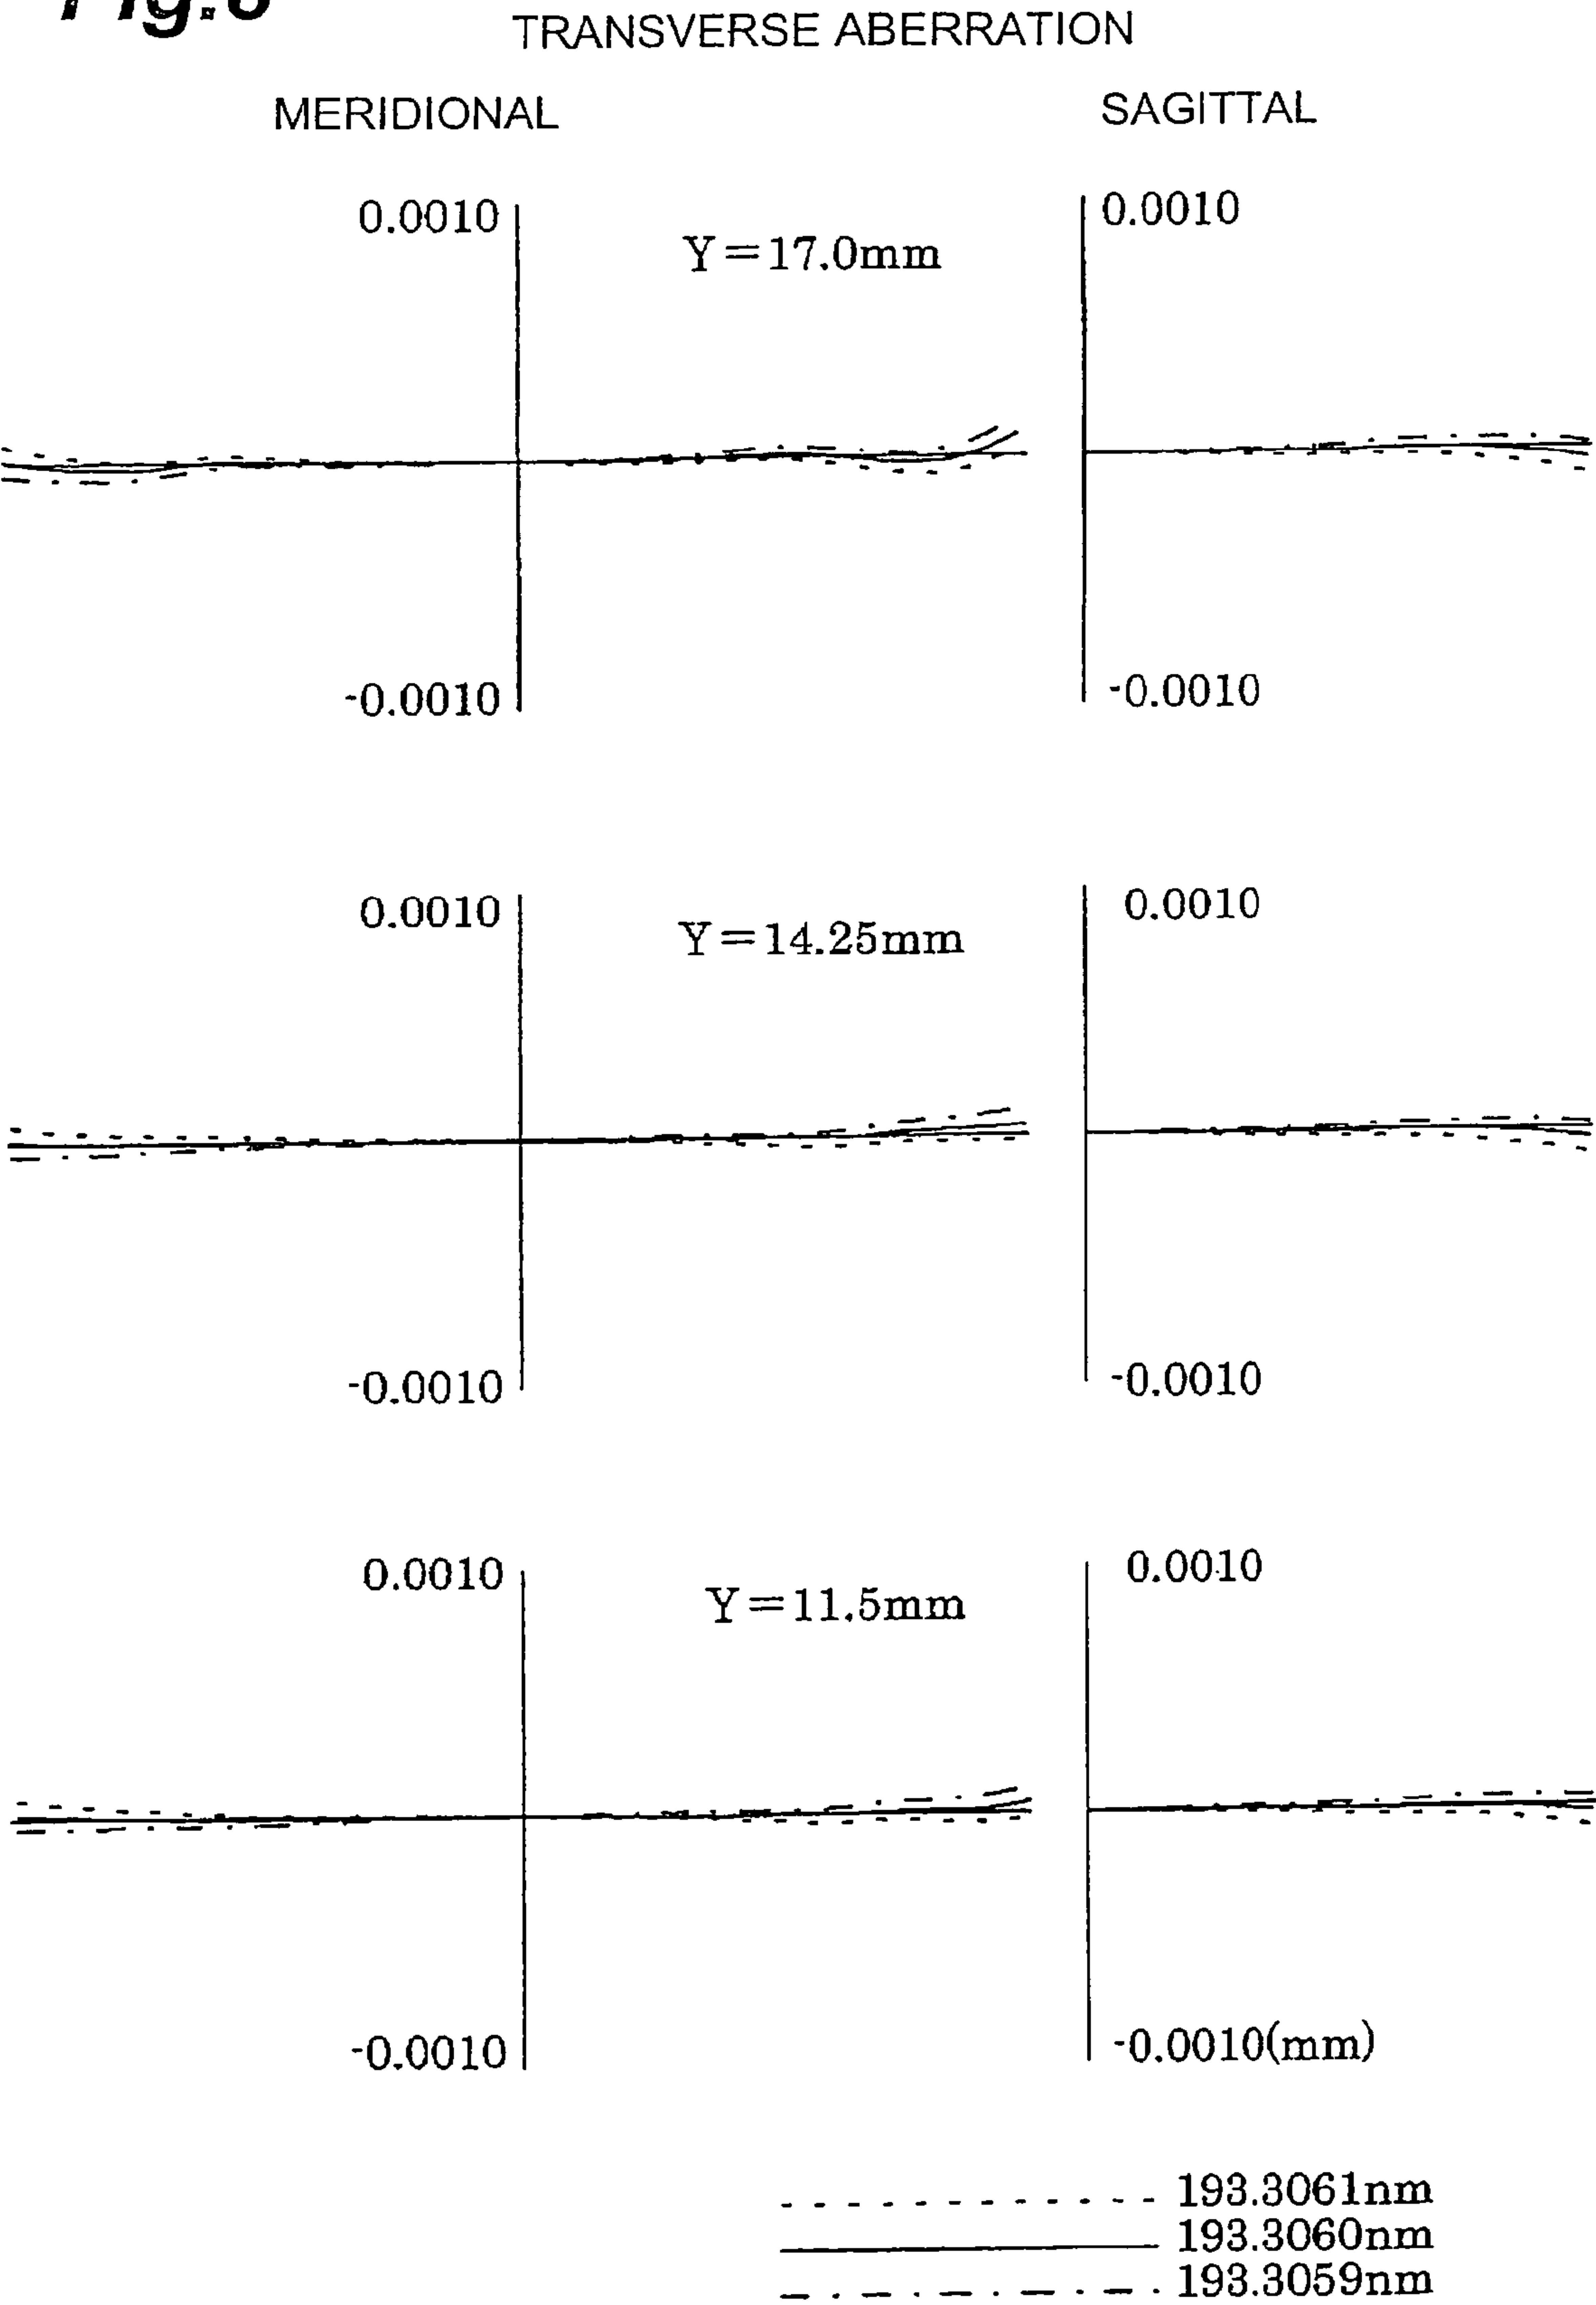 TRANSVERSE ABERRATION
MERIDIONAL SAGITTAL
0.0010 0.0010
Y=17.0mm
-0.0010 -0.0010
0.0010 0.0010
Y=14.25mm
-0.0010 -0.0010
0.0010 0.0010
Y=11.5mm
-0.0010 -0.0010(mm)
193.3061nm
193.3060nm
193.3059nm